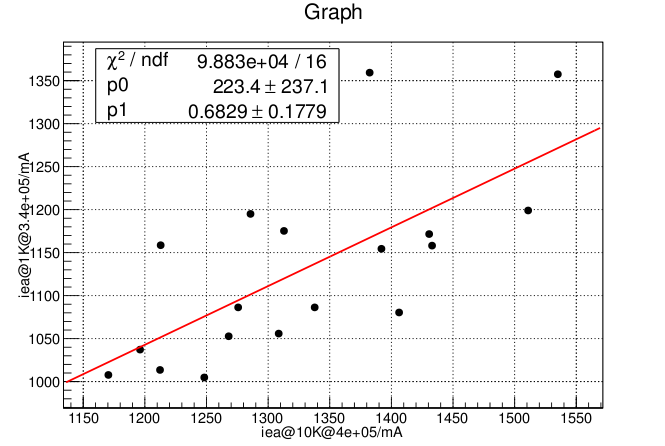 Graph
χ² / ndf 9.883e+04 / 16
p0 223.4 ± 237.1
p1 0.6829 ± 0.1779
iea@1K@3.4e+05/mA
1350
1300
1250
1200
1150
1100
1050
1000
1150 1200 1250 1300 1350 1400 1450 1500 1550
iea@10K@4e+05/mA